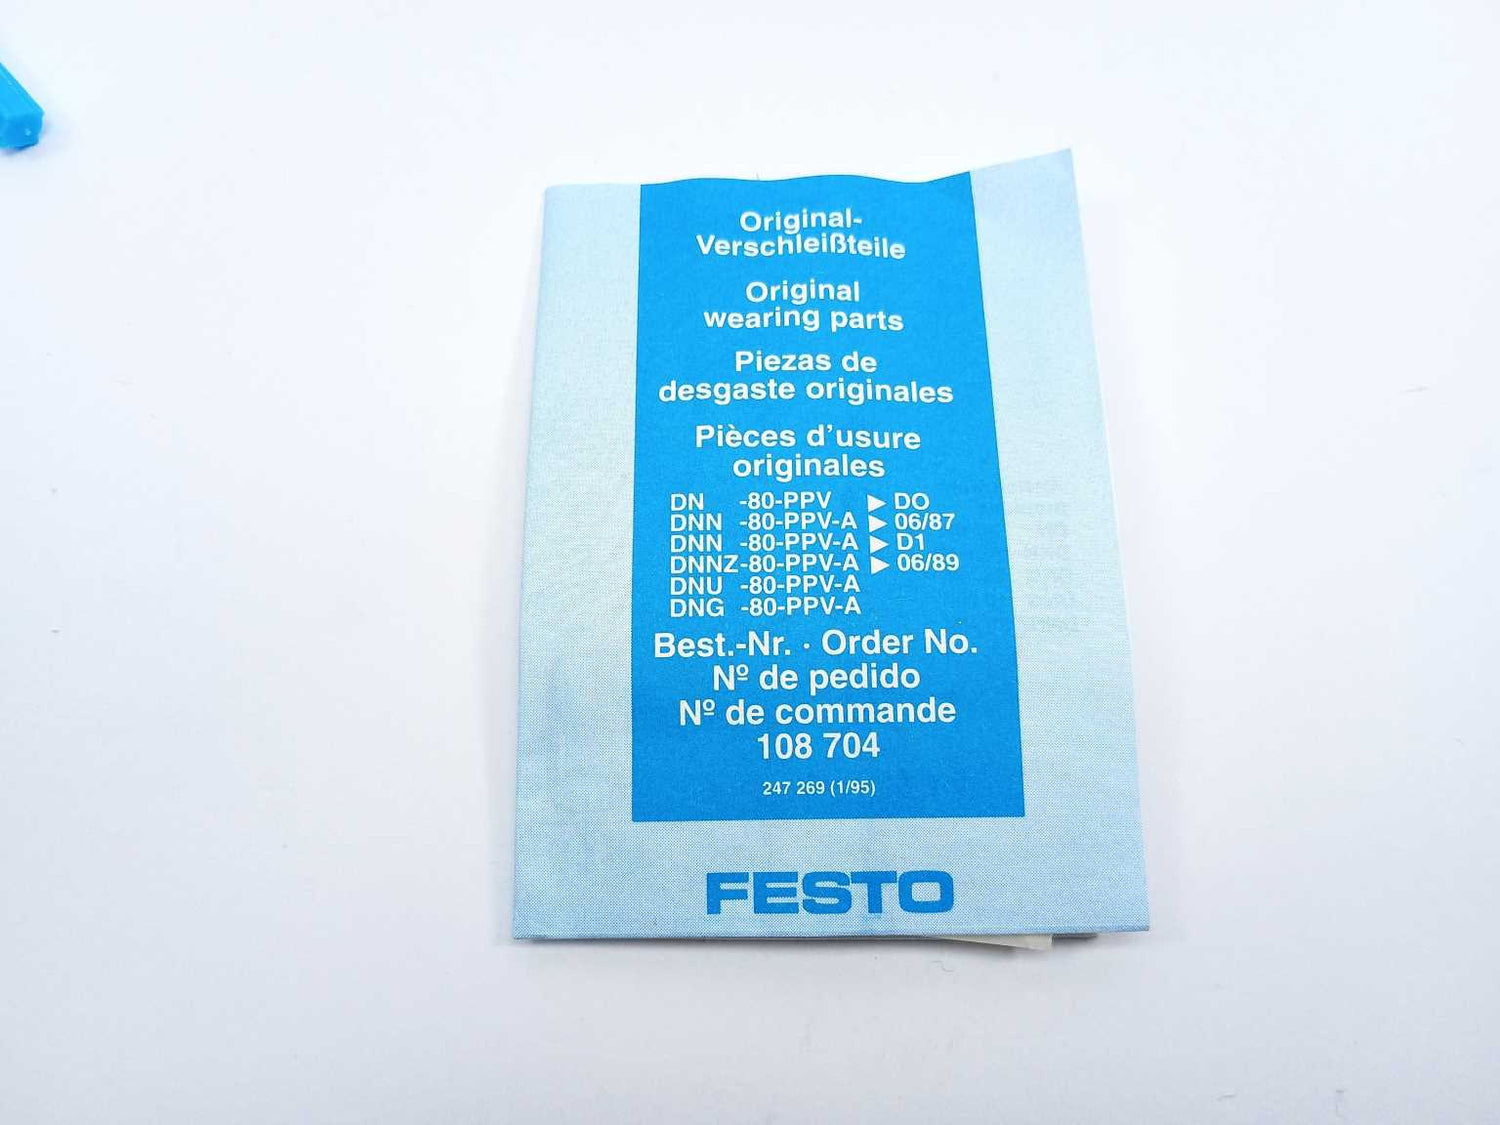 Original-
Verschleißteile
Original
wearing parts
Piezas de
desgaste originales
Pièces d'usure
originales
DN -80-PPV ▶ DO
DNN -80-PPV-A ▶ 06/87
DNN -80-PPV-A ▶ D1
DNNZ-80-PPV-A ▶ 06/89
DNU -80-PPV-A
DNG -80-PPV-A
Best.-Nr. · Order No.
Nº de pedido
Nº de commande
108 704
247 269 (1/95)
FESTO